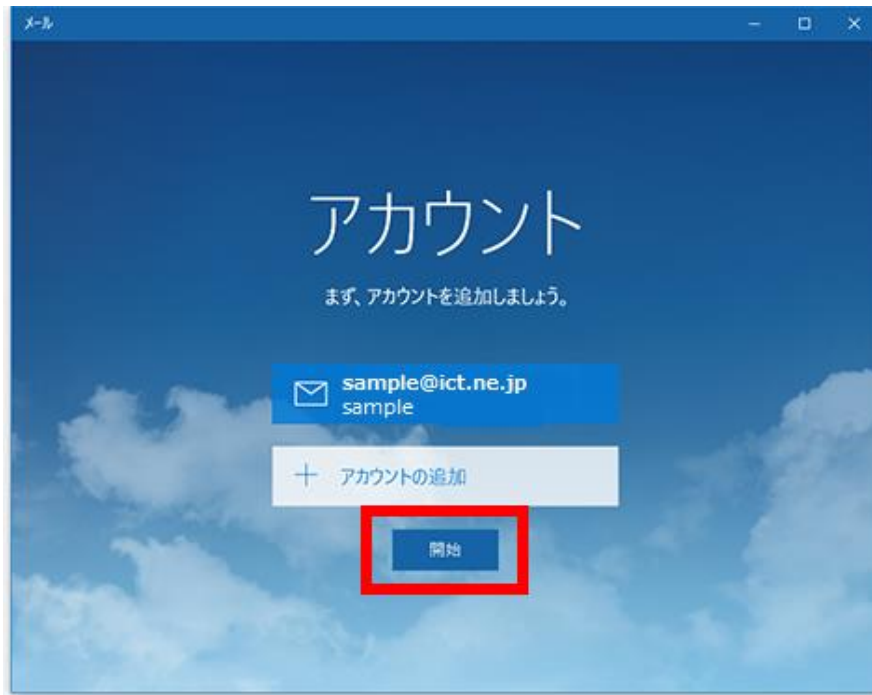 メール
アカウント
まず、アカウントを追加しましょう。
sample@ict.ne.jp
sample
アカウントの追加
開始